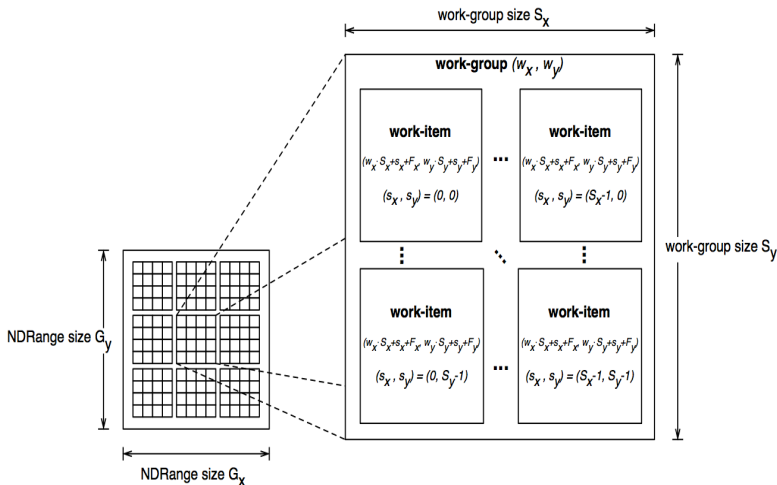 work-group size Sx
work-group (wx , wy)
work-item
work-item
(wx· Sx+sx+Fx, wy· Sy+sy+Fy)
...
(wx· Sx+sx+Fx, wy· Sy+sy+Fy)
(sx , sy) = (0, 0)
(sx , sy) = (Sx-1, 0)
work-group size Sy
work-item
work-item
NDRange size Gy
(wx· Sx+sx+Fx, wy· Sy+sy+Fy)
(wx· Sx+sx+Fx, wy· Sy+sy+Fy)
...
(sx , sy) = (0, Sy-1)
(sx , sy) = (Sx-1, Sy-1)
NDRange size Gx